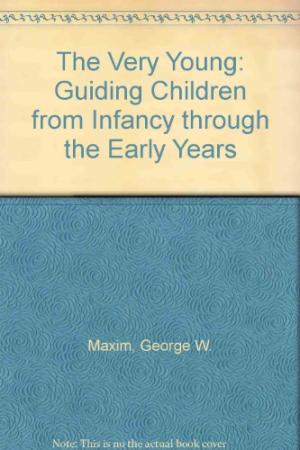 The Very Young:
Guiding Children
from Infancy through
the Early Years
Maxim, George W.
Note: This is no the actual book cover